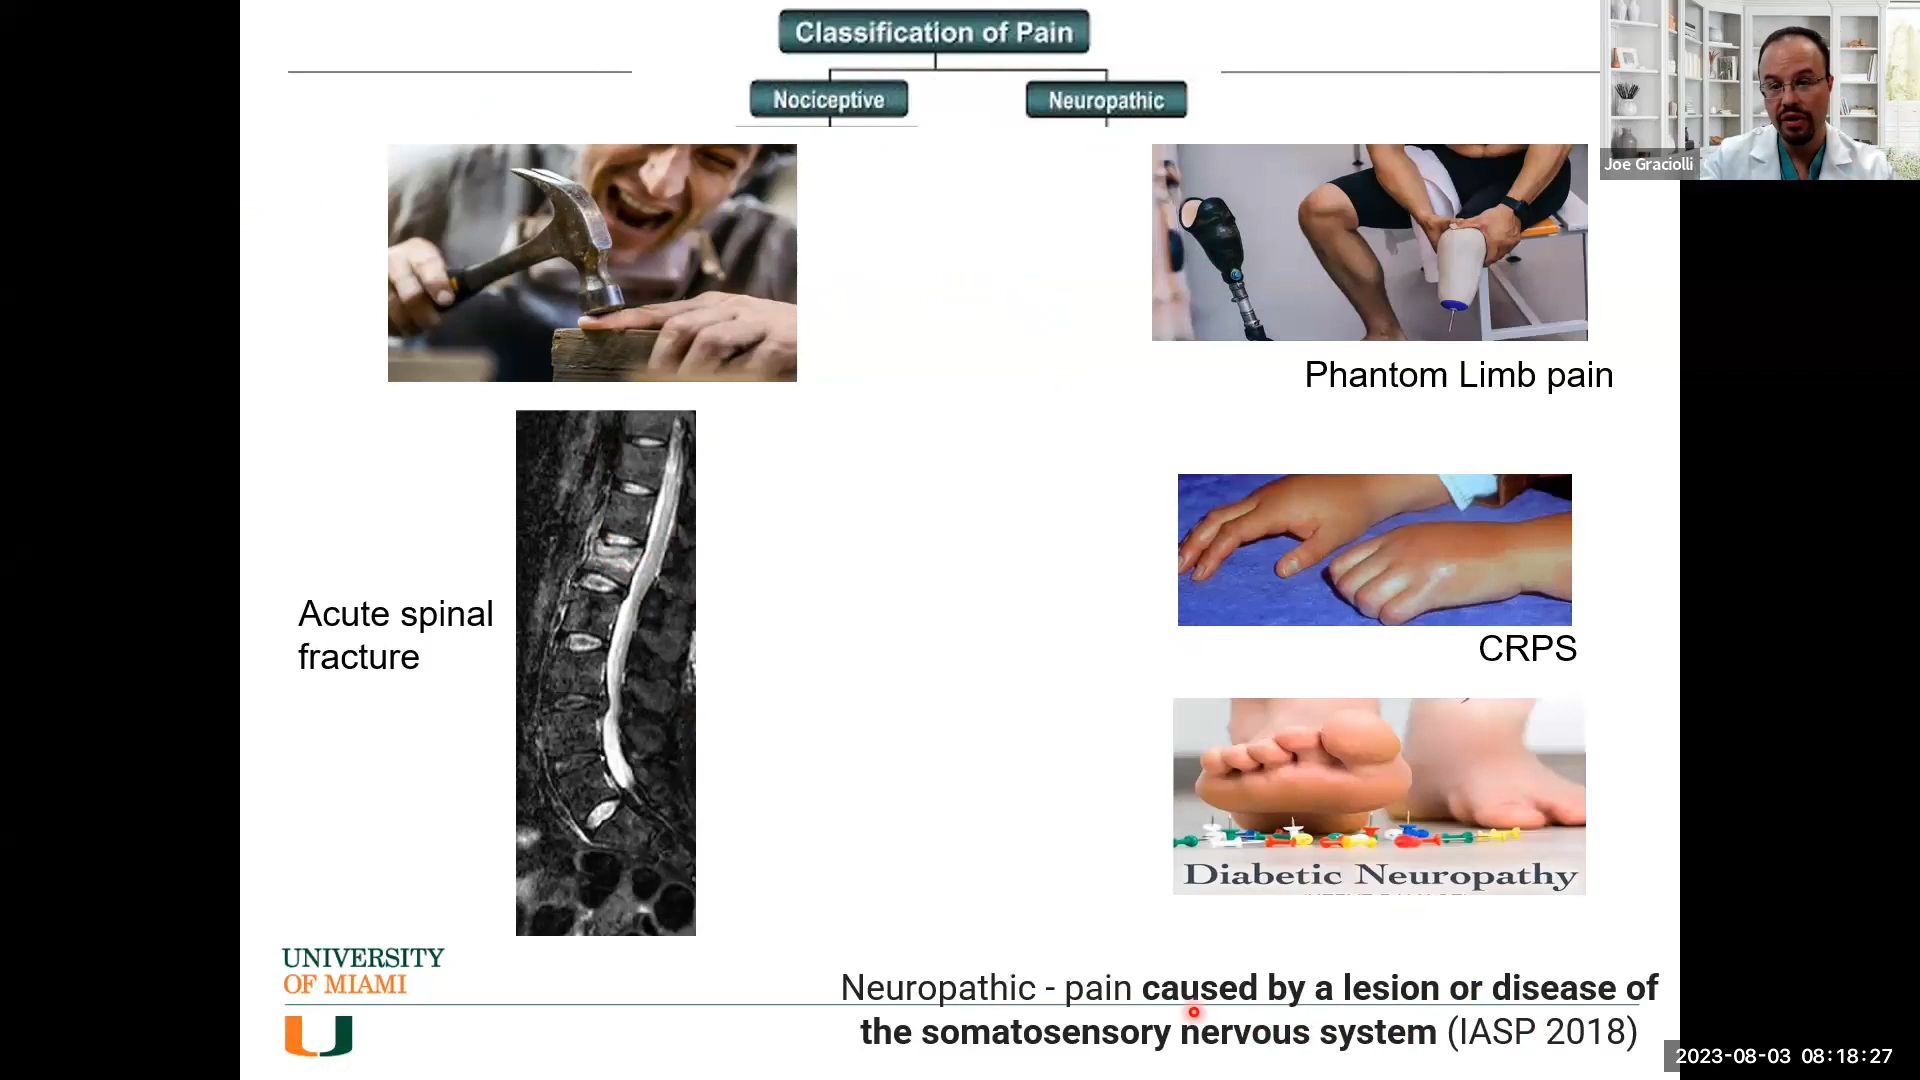 Classification of Pain
Nociceptive
Neuropathic
Joe Graciolli
Phantom Limb pain
Acute spinal
fracture
CRPS
Diabetic Neuropathy
UNIVERSITY
OF MIAMI
Neuropathic - pain caused by a lesion or disease of
the somatosensory nervous system (IASP 2018)
2023-08-03 08:18:27